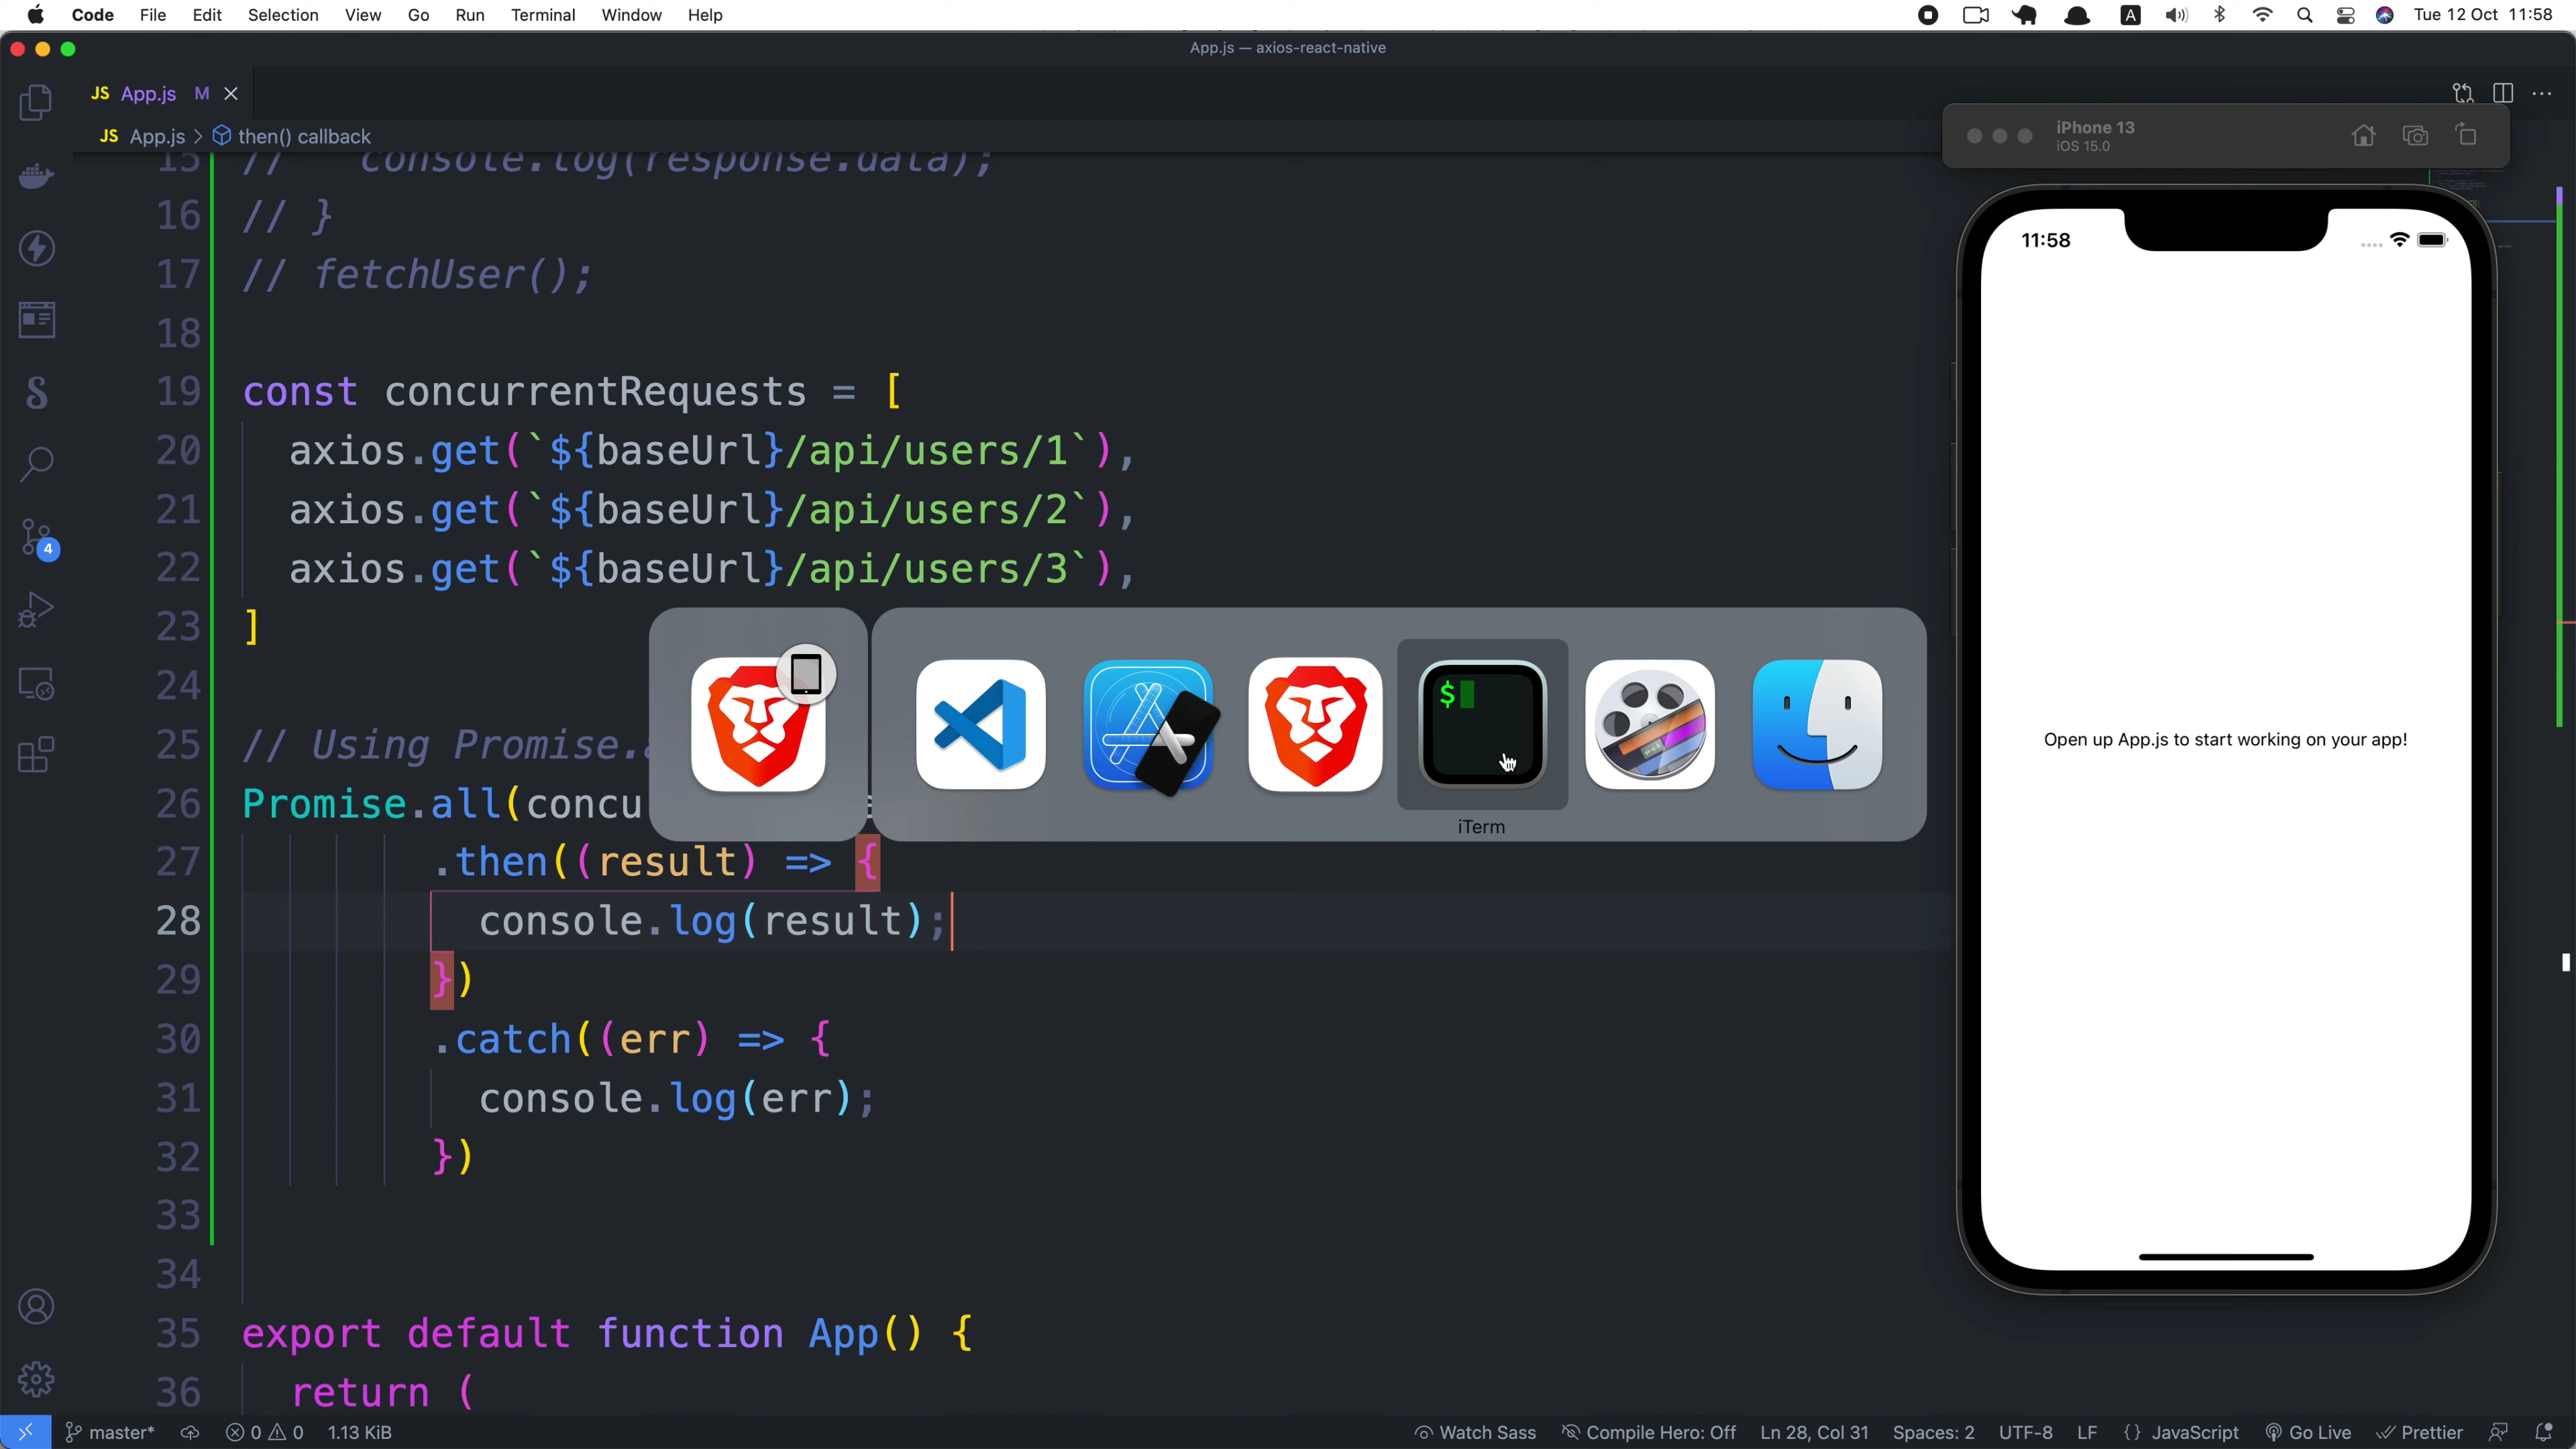 Code File Edit Selection View Go Run Terminal Window Help
A
Tue 12 Oct 11:58
App.js — axios-react-native
JS App.js M
JS App.js > then() callback
iPhone 13
iOS 15.0
11:58
Open up App.js to start working on your app!
15 // console.log(response.data);
16 // }
17 // fetchUser();
18
19 const concurrentRequests = [
20 axios.get(`${baseUrl}/api/users/1`),
21 axios.get(`${baseUrl}/api/users/2`),
22 axios.get(`${baseUrl}/api/users/3`),
23 ]
24
25 // Using Promise.
26 Promise.all(concu
$
iTerm
27 .then((result) => {
28 console.log(result);
29 })
30 .catch((err) => {
31 console.log(err);
32 })
33
34
35 export default function App() {
36 return (
4
master* 0 0 1.13 KiB
Watch Sass Compile Hero: Off Ln 28, Col 31 Spaces: 2 UTF-8 LF {} JavaScript Go Live Prettier